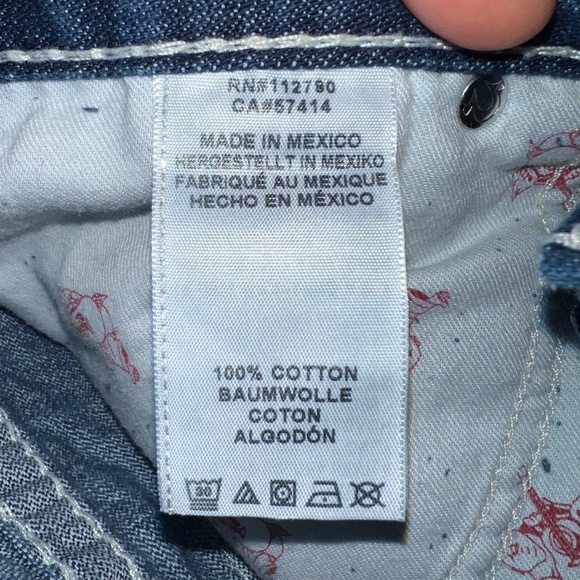 RN#112790
CA#57414
MADE IN MEXICO
HERGESTELLT IN MEXIKO
FABRIQUÉ AU MEXIQUE
HECHO EN MÉXICO
100% COTTON
BAUMWOLLE
COTON
ALGODÓN
30